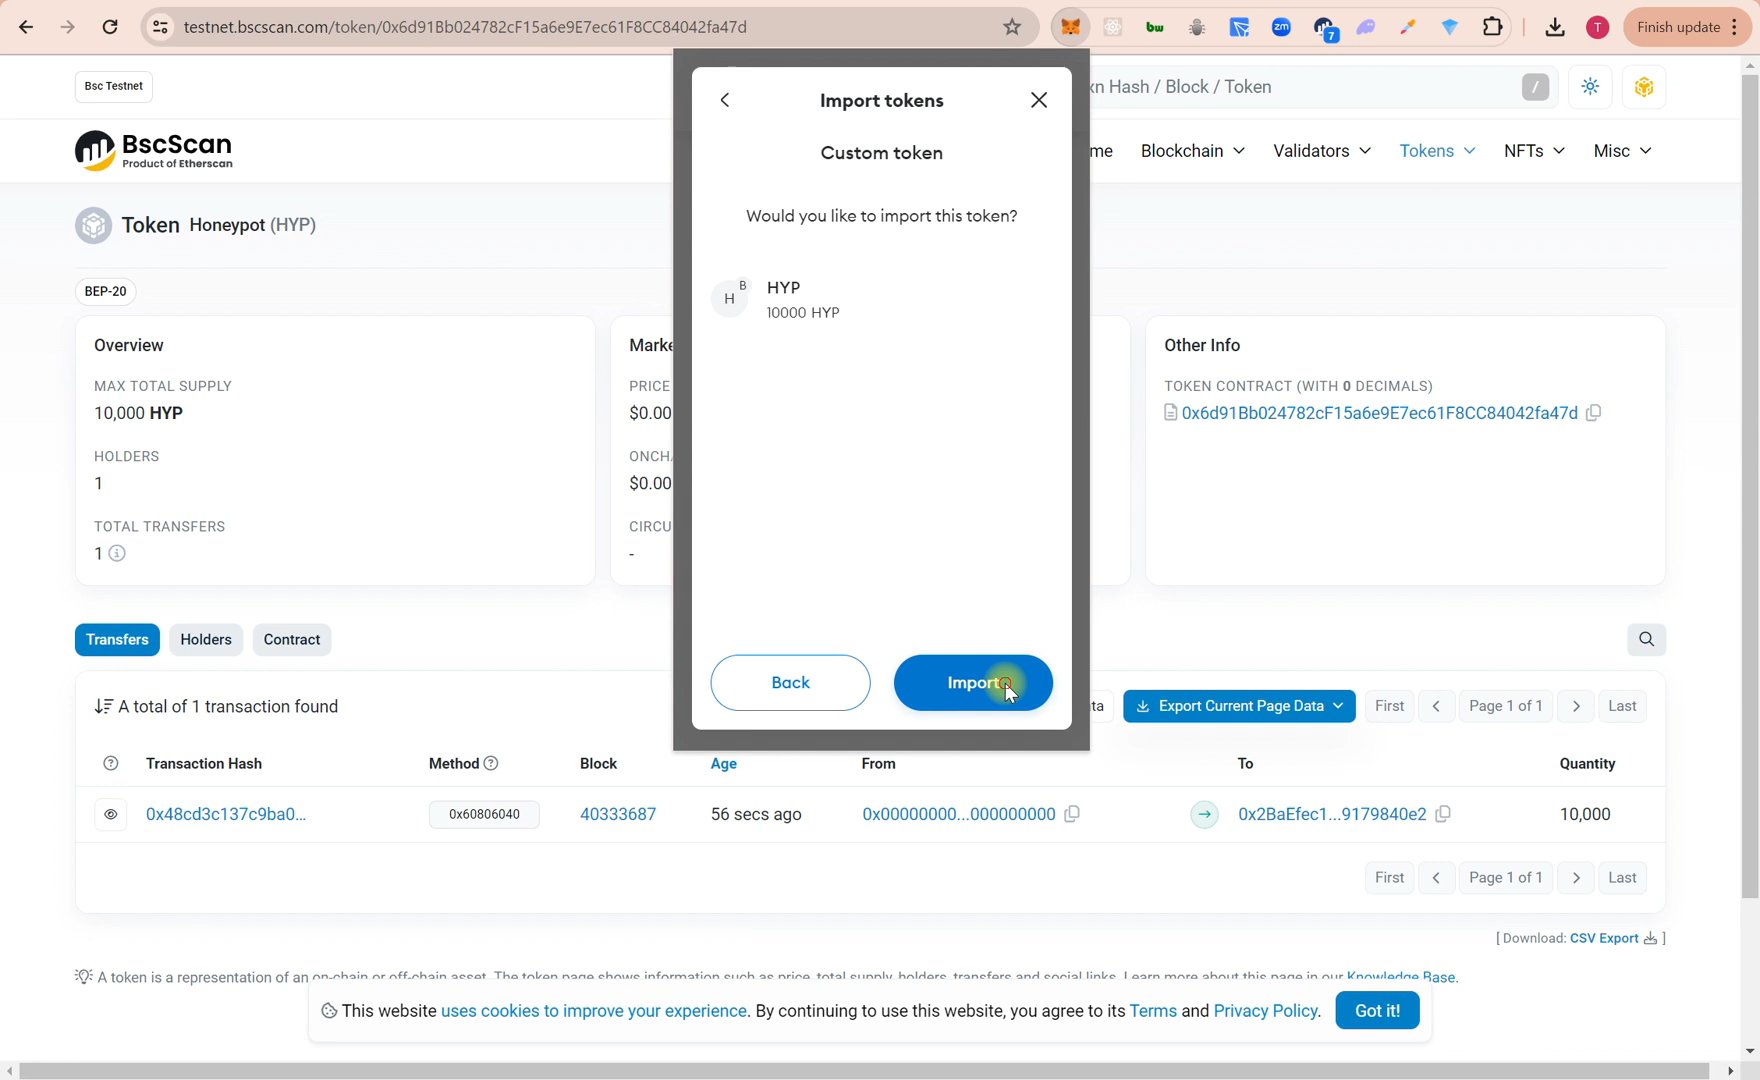 testnet.bscscan.com/token/0x6d91Bb024782cF15a6e9E7ec61F8CC84042fa47d
bw
zm
7
T
Finish update
Bsc Testnet
xn Hash / Block / Token
/
BscScan
Product of Etherscan
me
Blockchain
Validators
Tokens
NFTs
Misc
Token Honeypot (HYP)
BEP-20
Overview
MAX TOTAL SUPPLY
10,000 HYP
HOLDERS
1
TOTAL TRANSFERS
1
Marke
PRICE
$0.00
ONCHA
$0.00
CIRCU
-
Other Info
TOKEN CONTRACT (WITH 0 DECIMALS)
0x6d91Bb024782cF15a6e9E7ec61F8CC84042fa47d
Import tokens
Custom token
Would you like to import this token?
H
B
HYP
10000 HYP
Back
Import
Transfers
Holders
Contract
A total of 1 transaction found
ta
Export Current Page Data
First
Page 1 of 1
Last
Transaction Hash
Method
Block
Age
From
To
Quantity
0x48cd3c137c9ba0...
0x60806040
40333687
56 secs ago
0x00000000...000000000
0x2BaEfec1...9179840e2
10,000
First
Page 1 of 1
Last
[ Download: CSV Export ]
A token is a representation of an on-chain or off-chain asset. The token page shows information such as price, total supply, holders, transfers and social links. Learn more about this page in our Knowledge Base.
This website uses cookies to improve your experience. By continuing to use this website, you agree to its Terms and Privacy Policy.
Got it!